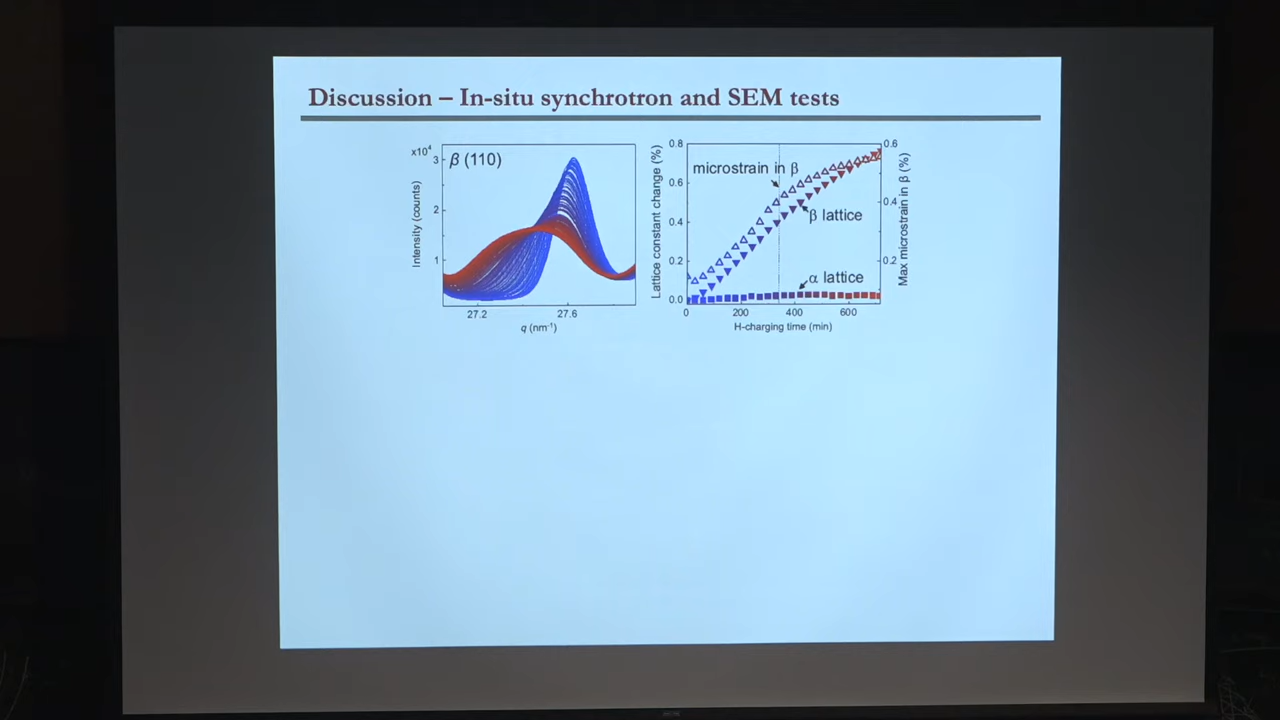 Discussion – In-situ synchrotron and SEM tests
x10⁴
β (110)
3
2
1
Intensity (counts)
27.2 27.6
q (nm⁻¹)
0.8
0.6
0.4
0.2
0.0
Lattice constant change (%)
microstrain in β
β lattice
α lattice
0.6
0.4
0.2
Max microstrain in β (%)
0 200 400 600
H-charging time (min)